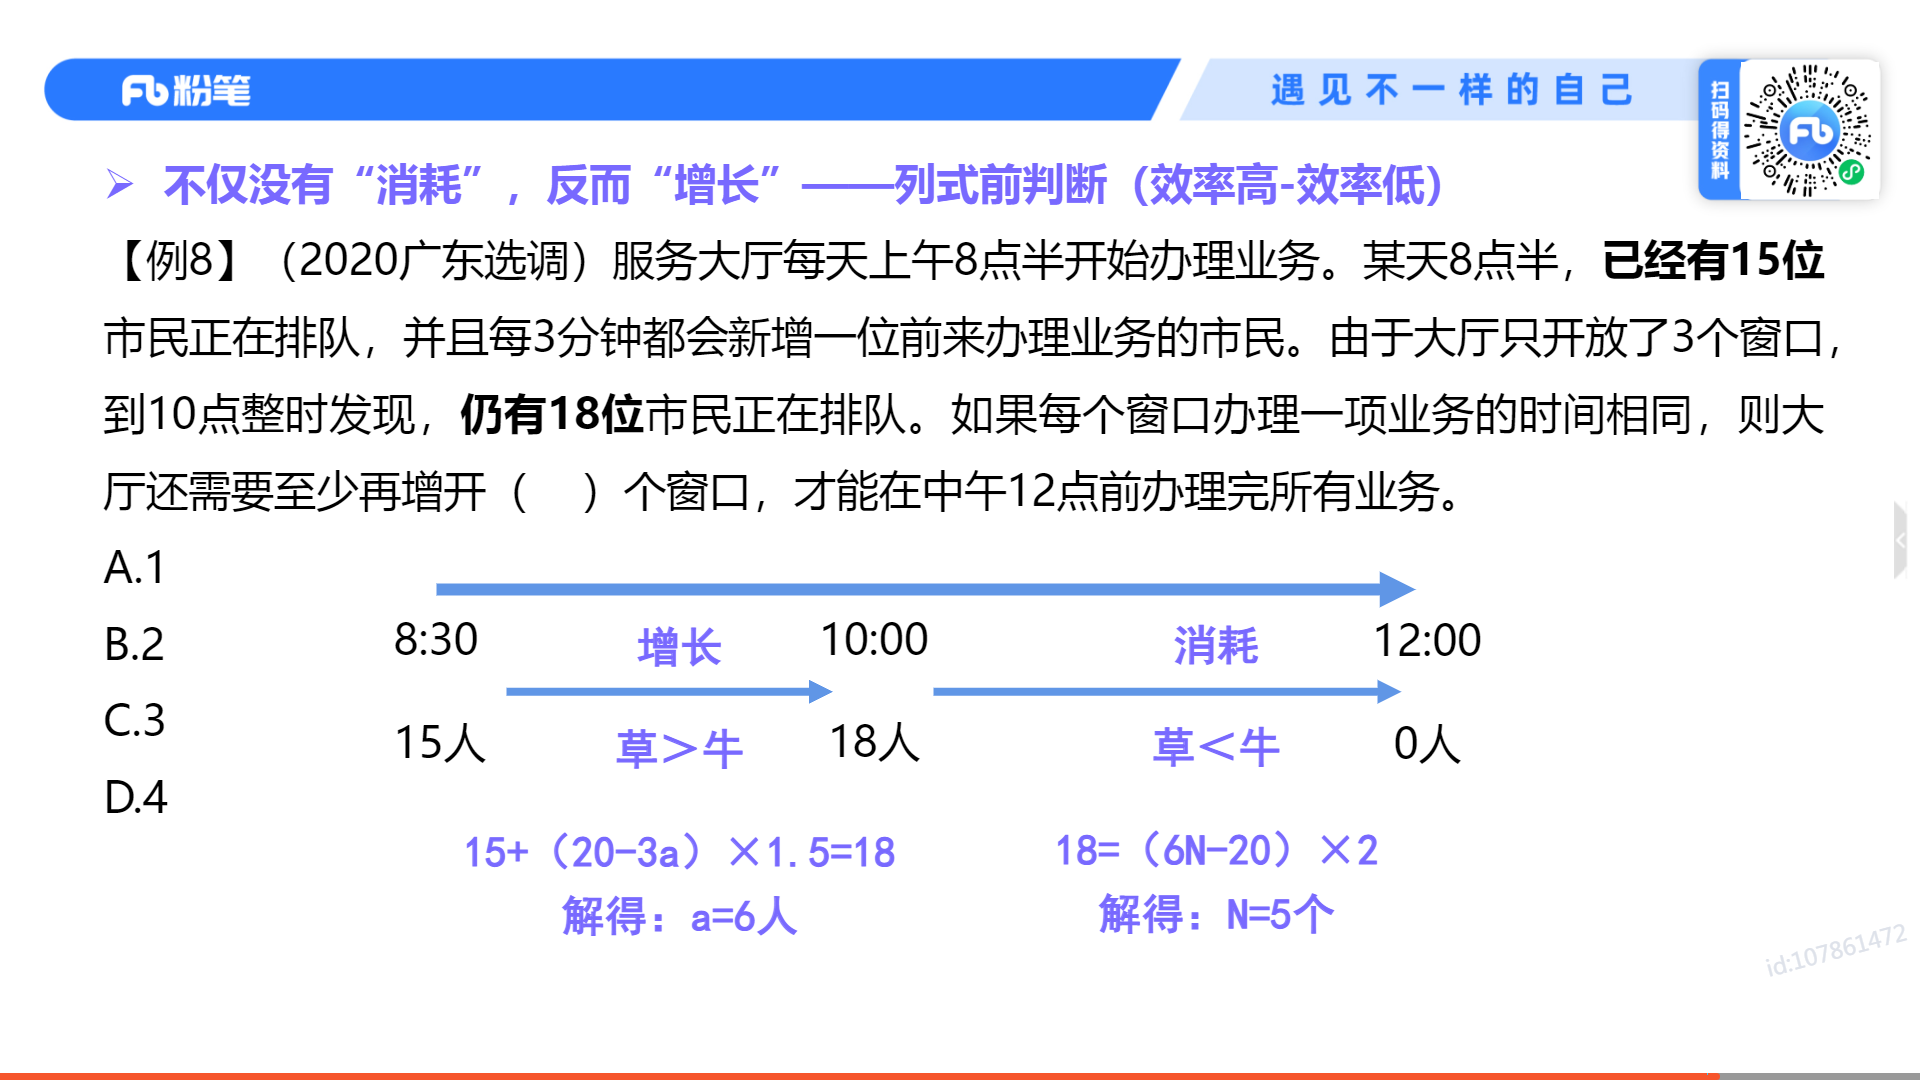 粉笔
遇见不一样的自己
扫码得资料
不仅没有“消耗”，反而“增长”——列式前判断（效率高-效率低）
【例8】（2020广东选调）服务大厅每天上午8点半开始办理业务。某天8点半，已经有15位
市民正在排队，并且每3分钟都会新增一位前来办理业务的市民。由于大厅只开放了3个窗口，
到10点整时发现，仍有18位市民正在排队。如果每个窗口办理一项业务的时间相同，则大
厅还需要至少再增开（ ）个窗口，才能在中午12点前办理完所有业务。
A.1
B.2
C.3
D.4
8:30 增长 10:00 消耗 12:00
15人 草＞牛 18人 草＜牛 0人
15+（20-3a）×1.5=18 18=（6N-20）×2
解得：a=6人 解得：N=5个
id:107861472